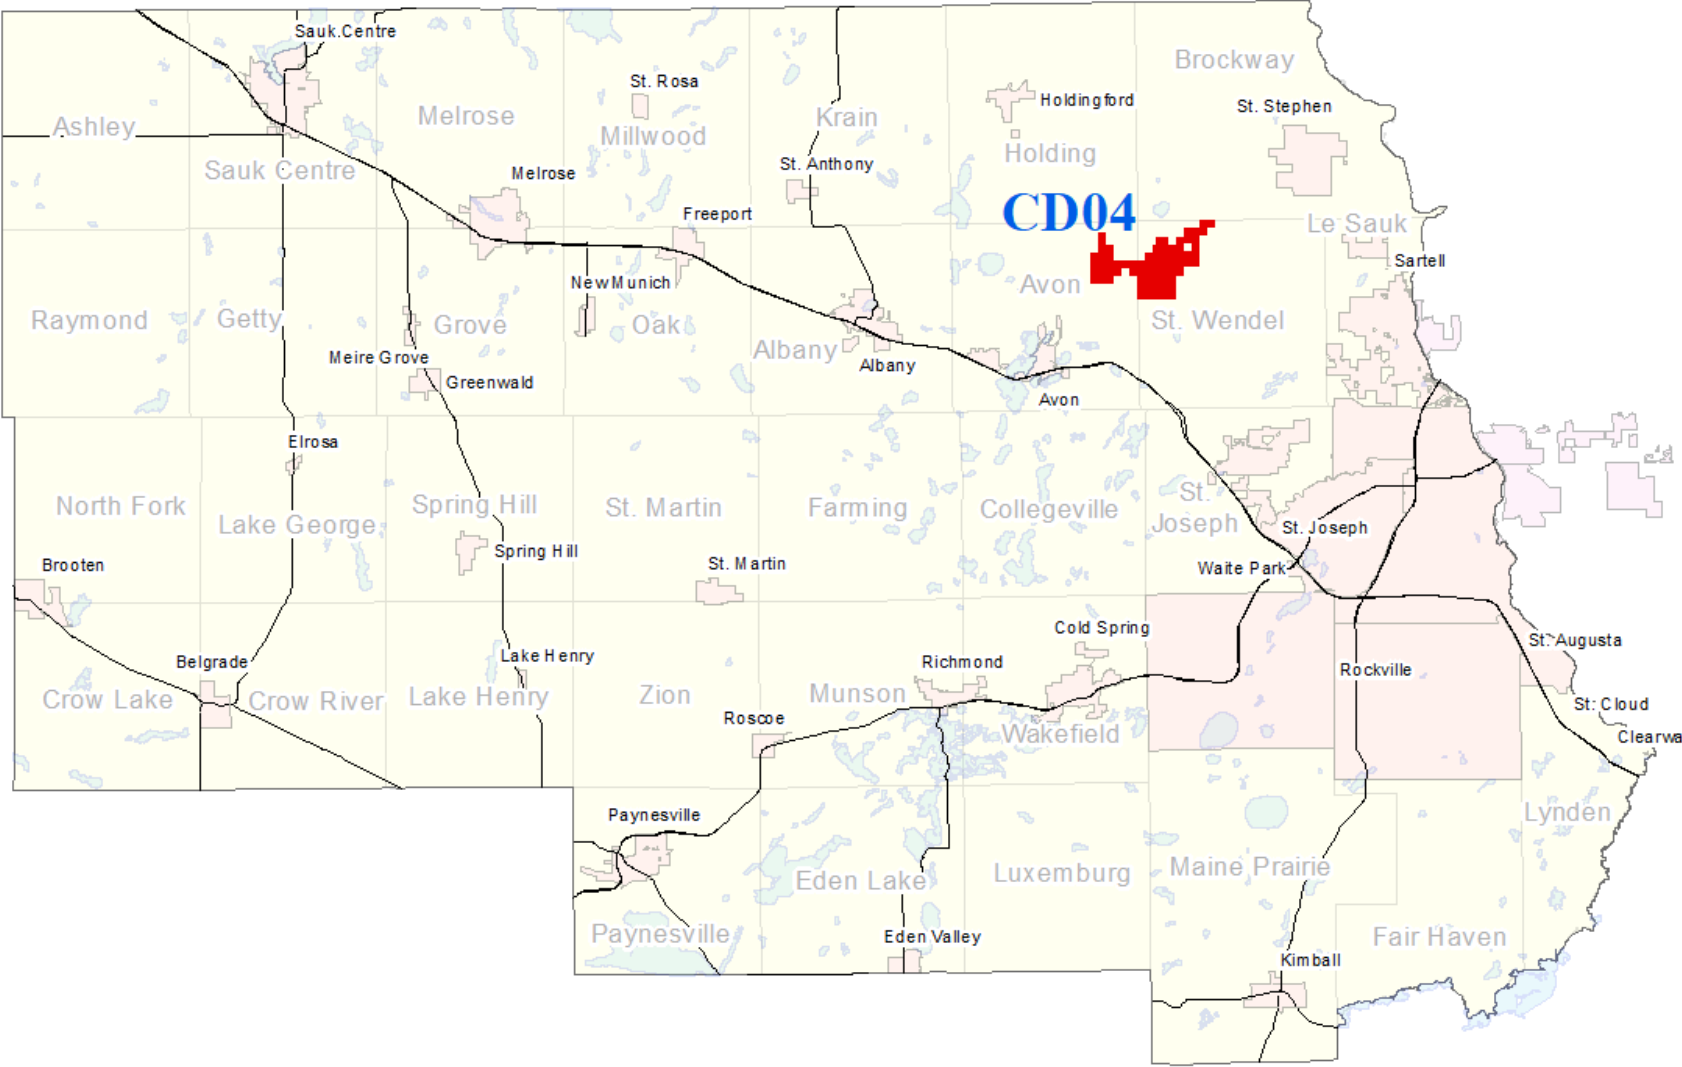 Sauk Centre
Brockway
St. Rosa
Holdingford
St. Stephen
Ashley
Melrose
Millwood
Krain
Holding
Sauk Centre
Melrose
St. Anthony
CD04
Freeport
Le Sauk
Sartell
New Munich
Avon
Raymond
Getty
Grove
Oak
St. Wendel
Albany
Meire Grove
Albany
Greenwald
Avon
Elrosa
North Fork
Lake George
Spring Hill
St. Martin
Farming
Collegeville
St.
Joseph
St. Joseph
Spring Hill
Brooten
St. Martin
Waite Park
Cold Spring
St. Augusta
Belgrade
Lake Henry
Richmond
Rockville
Crow Lake
Crow River
Lake Henry
Zion
Munson
St. Cloud
Roscoe
Wakefield
Clearwa
Paynesville
Lynden
Eden Lake
Luxemburg
Maine Prairie
Paynesville
Eden Valley
Fair Haven
Kimball